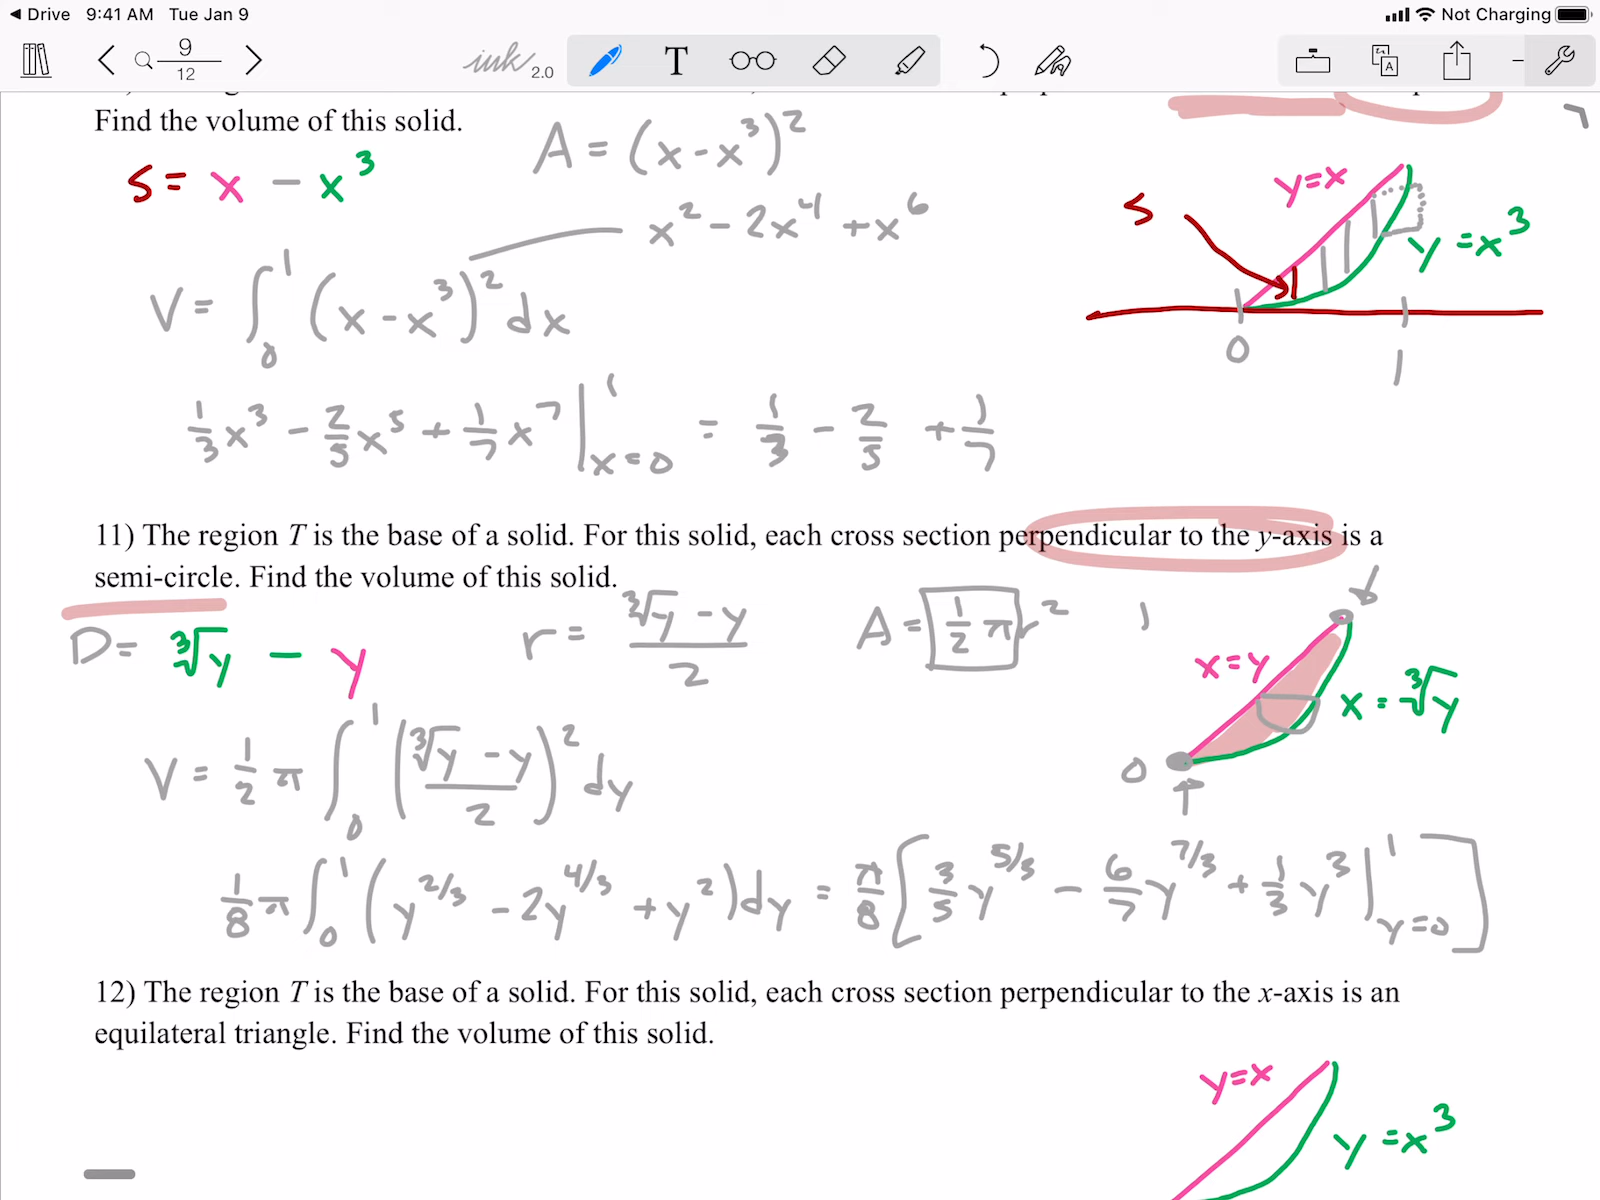 Drive 9:41 AM Tue Jan 9 Not Charging
9
12
ink 2.0 T A
Find the volume of this solid.
A = (x - x³)²
S = x - x³
x² - 2x⁴ + x⁶
y=x
S
y = x³
0 1
V = ∫₀¹ (x - x³)² dx
1/3 x³ - 2/5 x⁵ + 1/7 x⁷ |¹ₓ₌₀ = 1/3 - 2/5 + 1/7
11) The region T is the base of a solid. For this solid, each cross section perpendicular to the y-axis is a
semi-circle. Find the volume of this solid.
D = ∛y - y
r = (∛y - y)/2
A = 1/2 π r²
1
x=y
x = ∛y
0
V = 1/2 π ∫₀¹ ((∛y - y)/2)² dy
1/8 π ∫₀¹ (y^2/3 - 2y^4/3 + y²) dy = π/8 [3/5 y^5/3 - 6/7 y^7/3 + 1/3 y³ |¹ y=0]
12) The region T is the base of a solid. For this solid, each cross section perpendicular to the x-axis is an
equilateral triangle. Find the volume of this solid.
y=x
y = x³